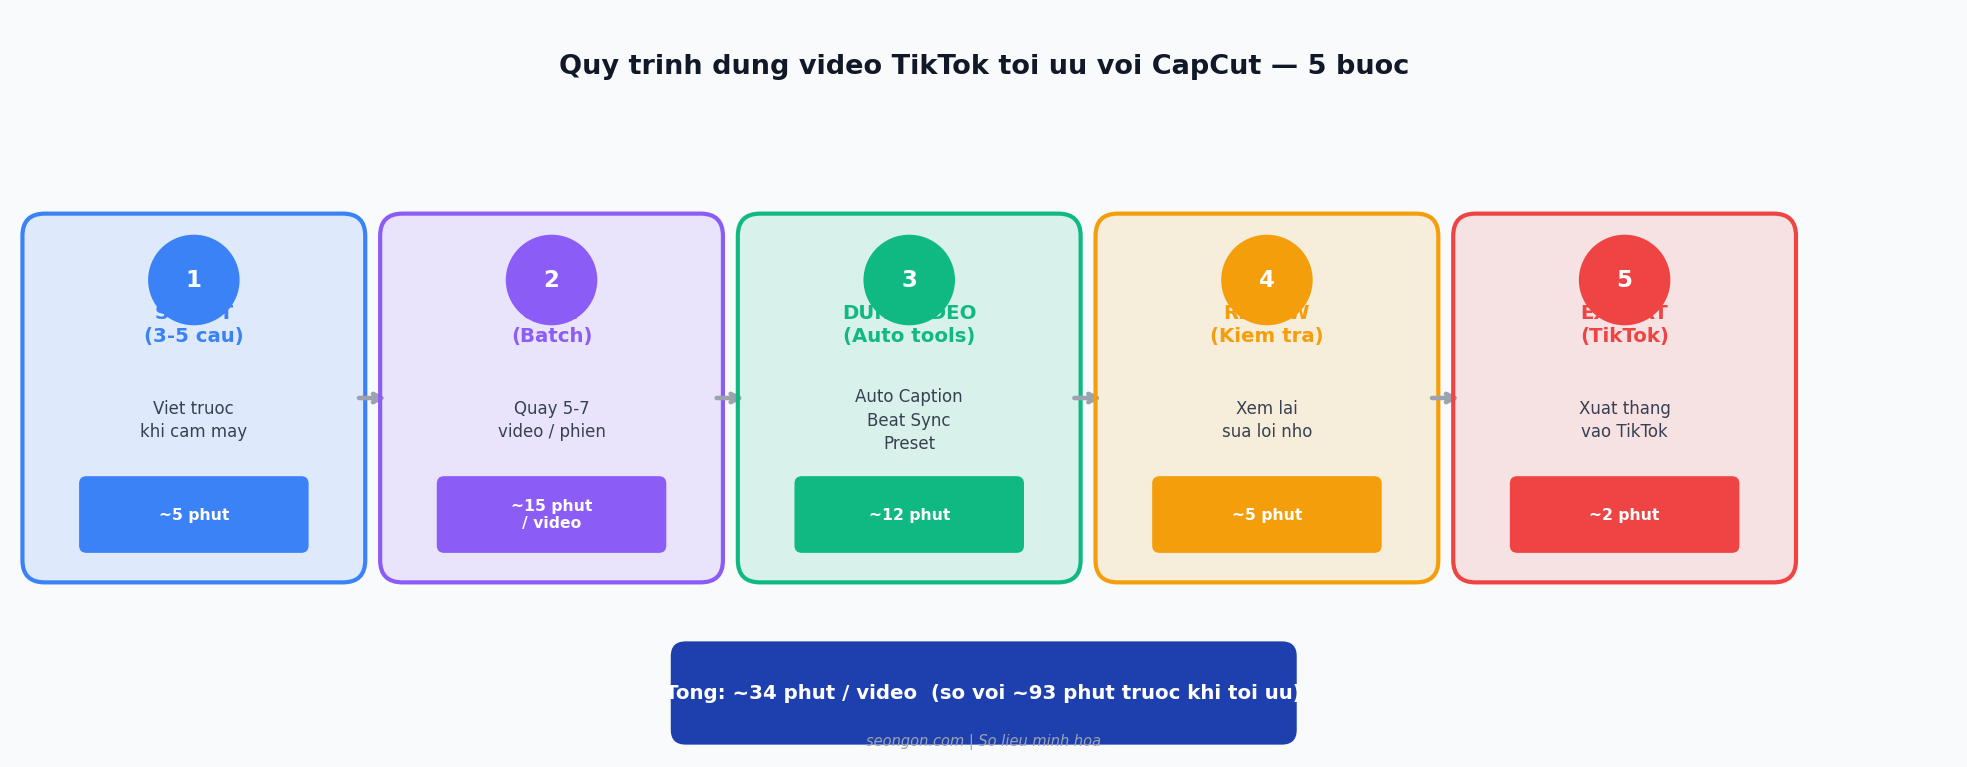 Quy trinh dung video TikTok toi uu voi CapCut — 5 buoc
1
(3-5 cau)
Viet truoc
khi cam may
~5 phut
2
(Batch)
Quay 5-7
video / phien
~15 phut
/ video
3
(Auto tools)
Auto Caption
Beat Sync
Preset
~12 phut
4
(Kiem tra)
Xem lai
sua loi nho
~5 phut
5
(TikTok)
Xuat thang
vao TikTok
~2 phut
Tong: ~34 phut / video (so voi ~93 phut truoc khi toi uu)
seongon.com | So lieu minh hoa